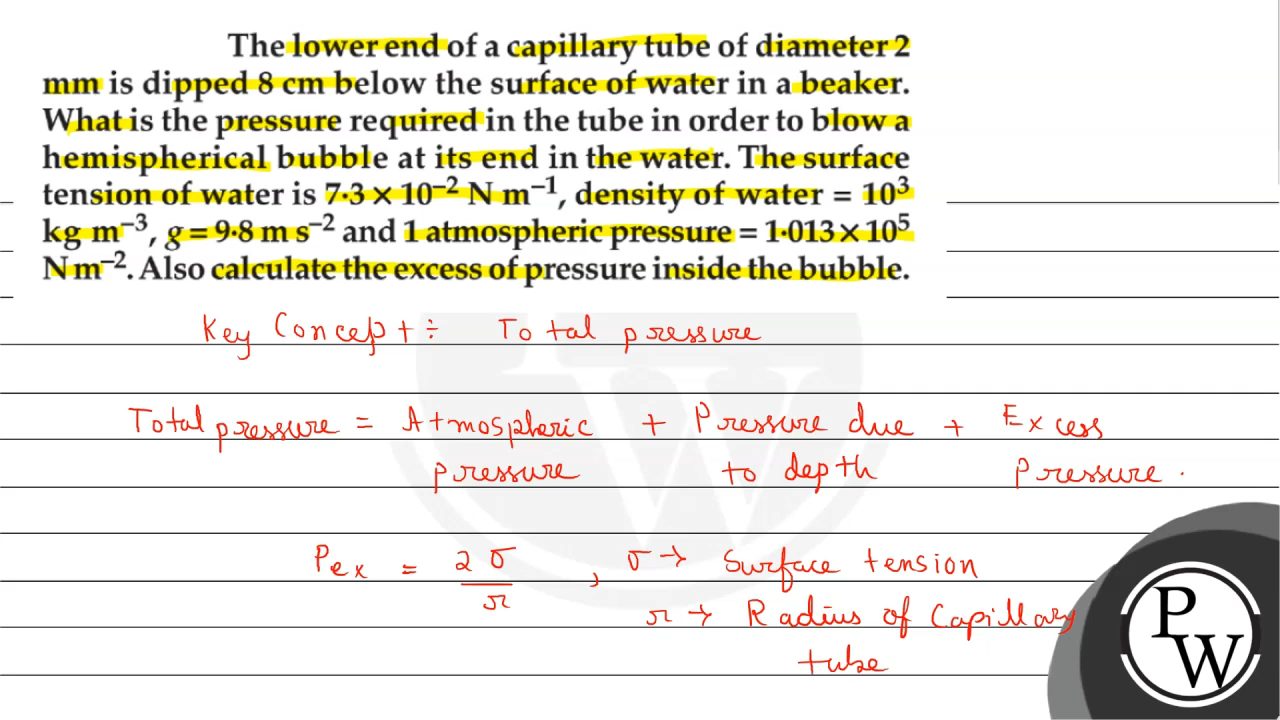 The lower end of a capillary tube of diameter 2
mm is dipped 8 cm below the surface of water in a beaker.
What is the pressure required in the tube in order to blow a
hemispherical bubble at its end in the water. The surface
tension of water is 7·3 × 10⁻² N m⁻¹, density of water = 10³
kg m⁻³, g = 9·8 m s⁻² and 1 atmospheric pressure = 1·013 × 10⁵
N m⁻². Also calculate the excess of pressure inside the bubble.
Key Concept :- Total pressure
Total pressure = Atmospheric + Pressure due + Excess
pressure to depth Pressure.
Pex = 2σ/r , σ → Surface tension
r → Radius of Capillary
tube
P
W